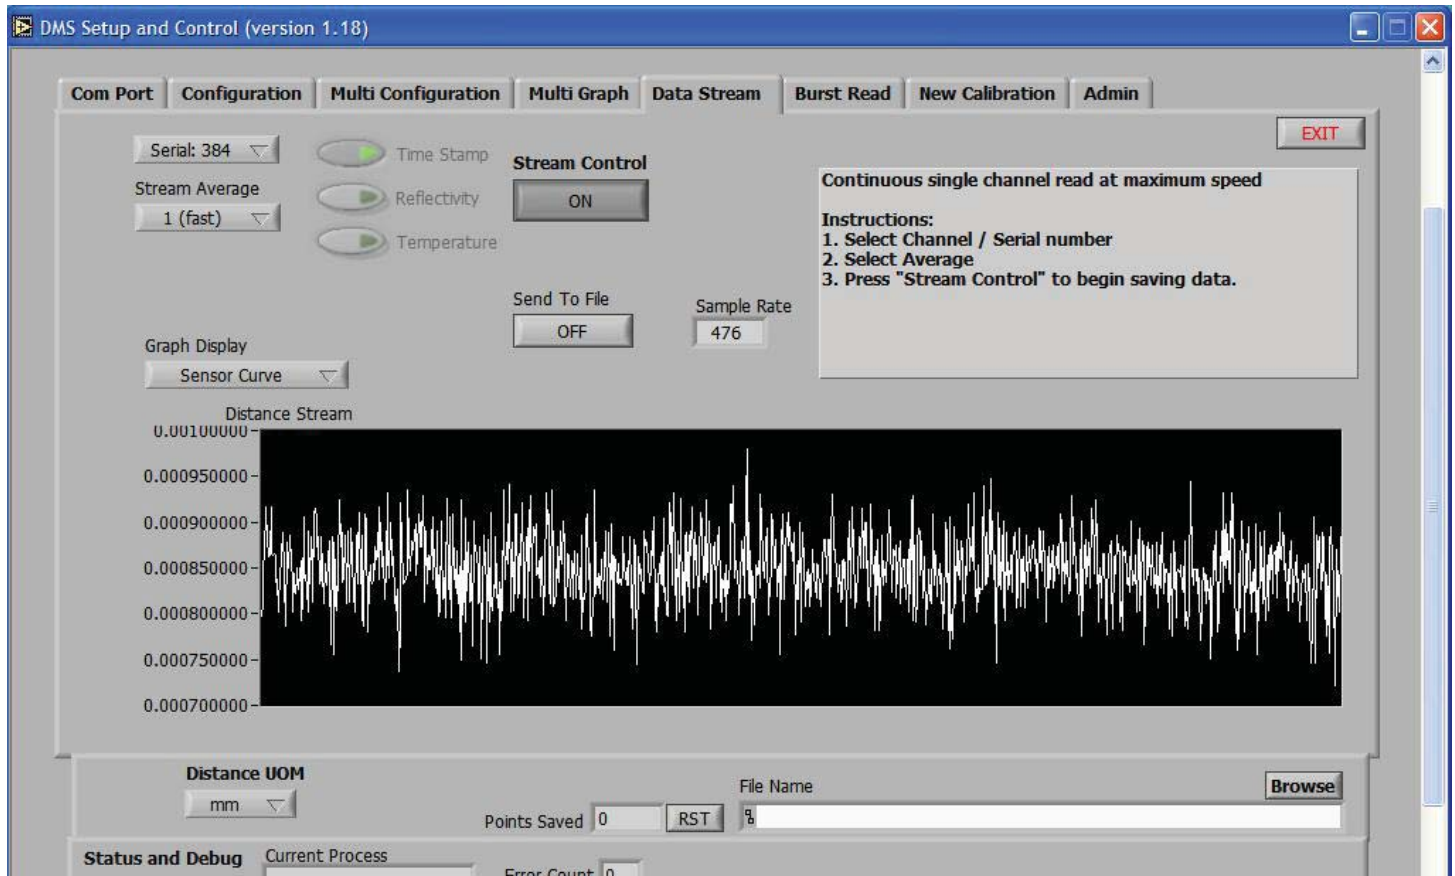 DMS Setup and Control (version 1.18)
Com Port Configuration Multi Configuration Multi Graph Data Stream Burst Read New Calibration Admin
EXIT
Serial: 384
Stream Average
1 (fast)
Time Stamp
Reflectivity
Temperature
Stream Control
ON
Continuous single channel read at maximum speed
Instructions:
1. Select Channel / Serial number
2. Select Average
3. Press "Stream Control" to begin saving data.
Send To File
OFF
Sample Rate
476
Graph Display
Sensor Curve
Distance Stream
0.00100000
0.000950000
0.000900000
0.000850000
0.000800000
0.000750000
0.000700000
Distance UOM
mm
Points Saved 0 RST
File Name
Browse
Status and Debug
Current Process
Error Count 0